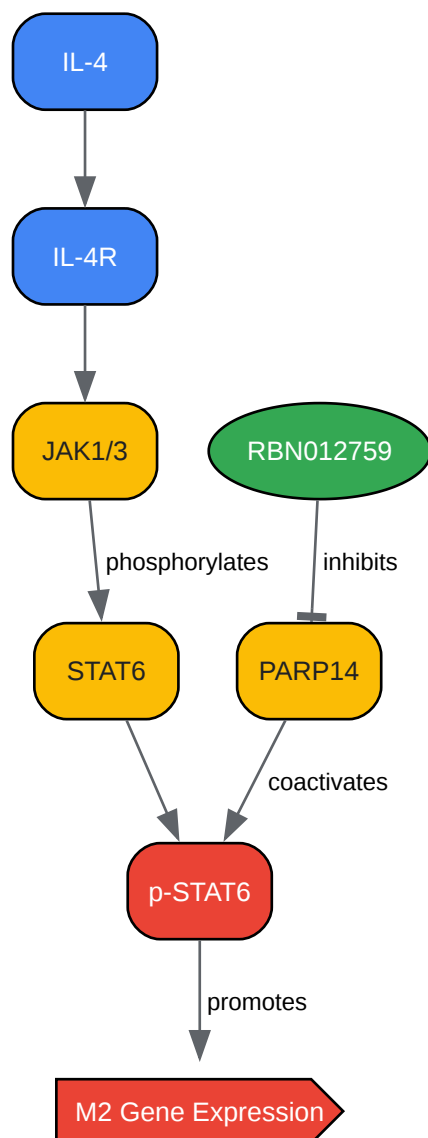 IL-4
IL-4R
JAK1/3
RBN012759
phosphorylates
inhibits
STAT6
PARP14
coactivates
p-STAT6
promotes
M2 Gene Expression